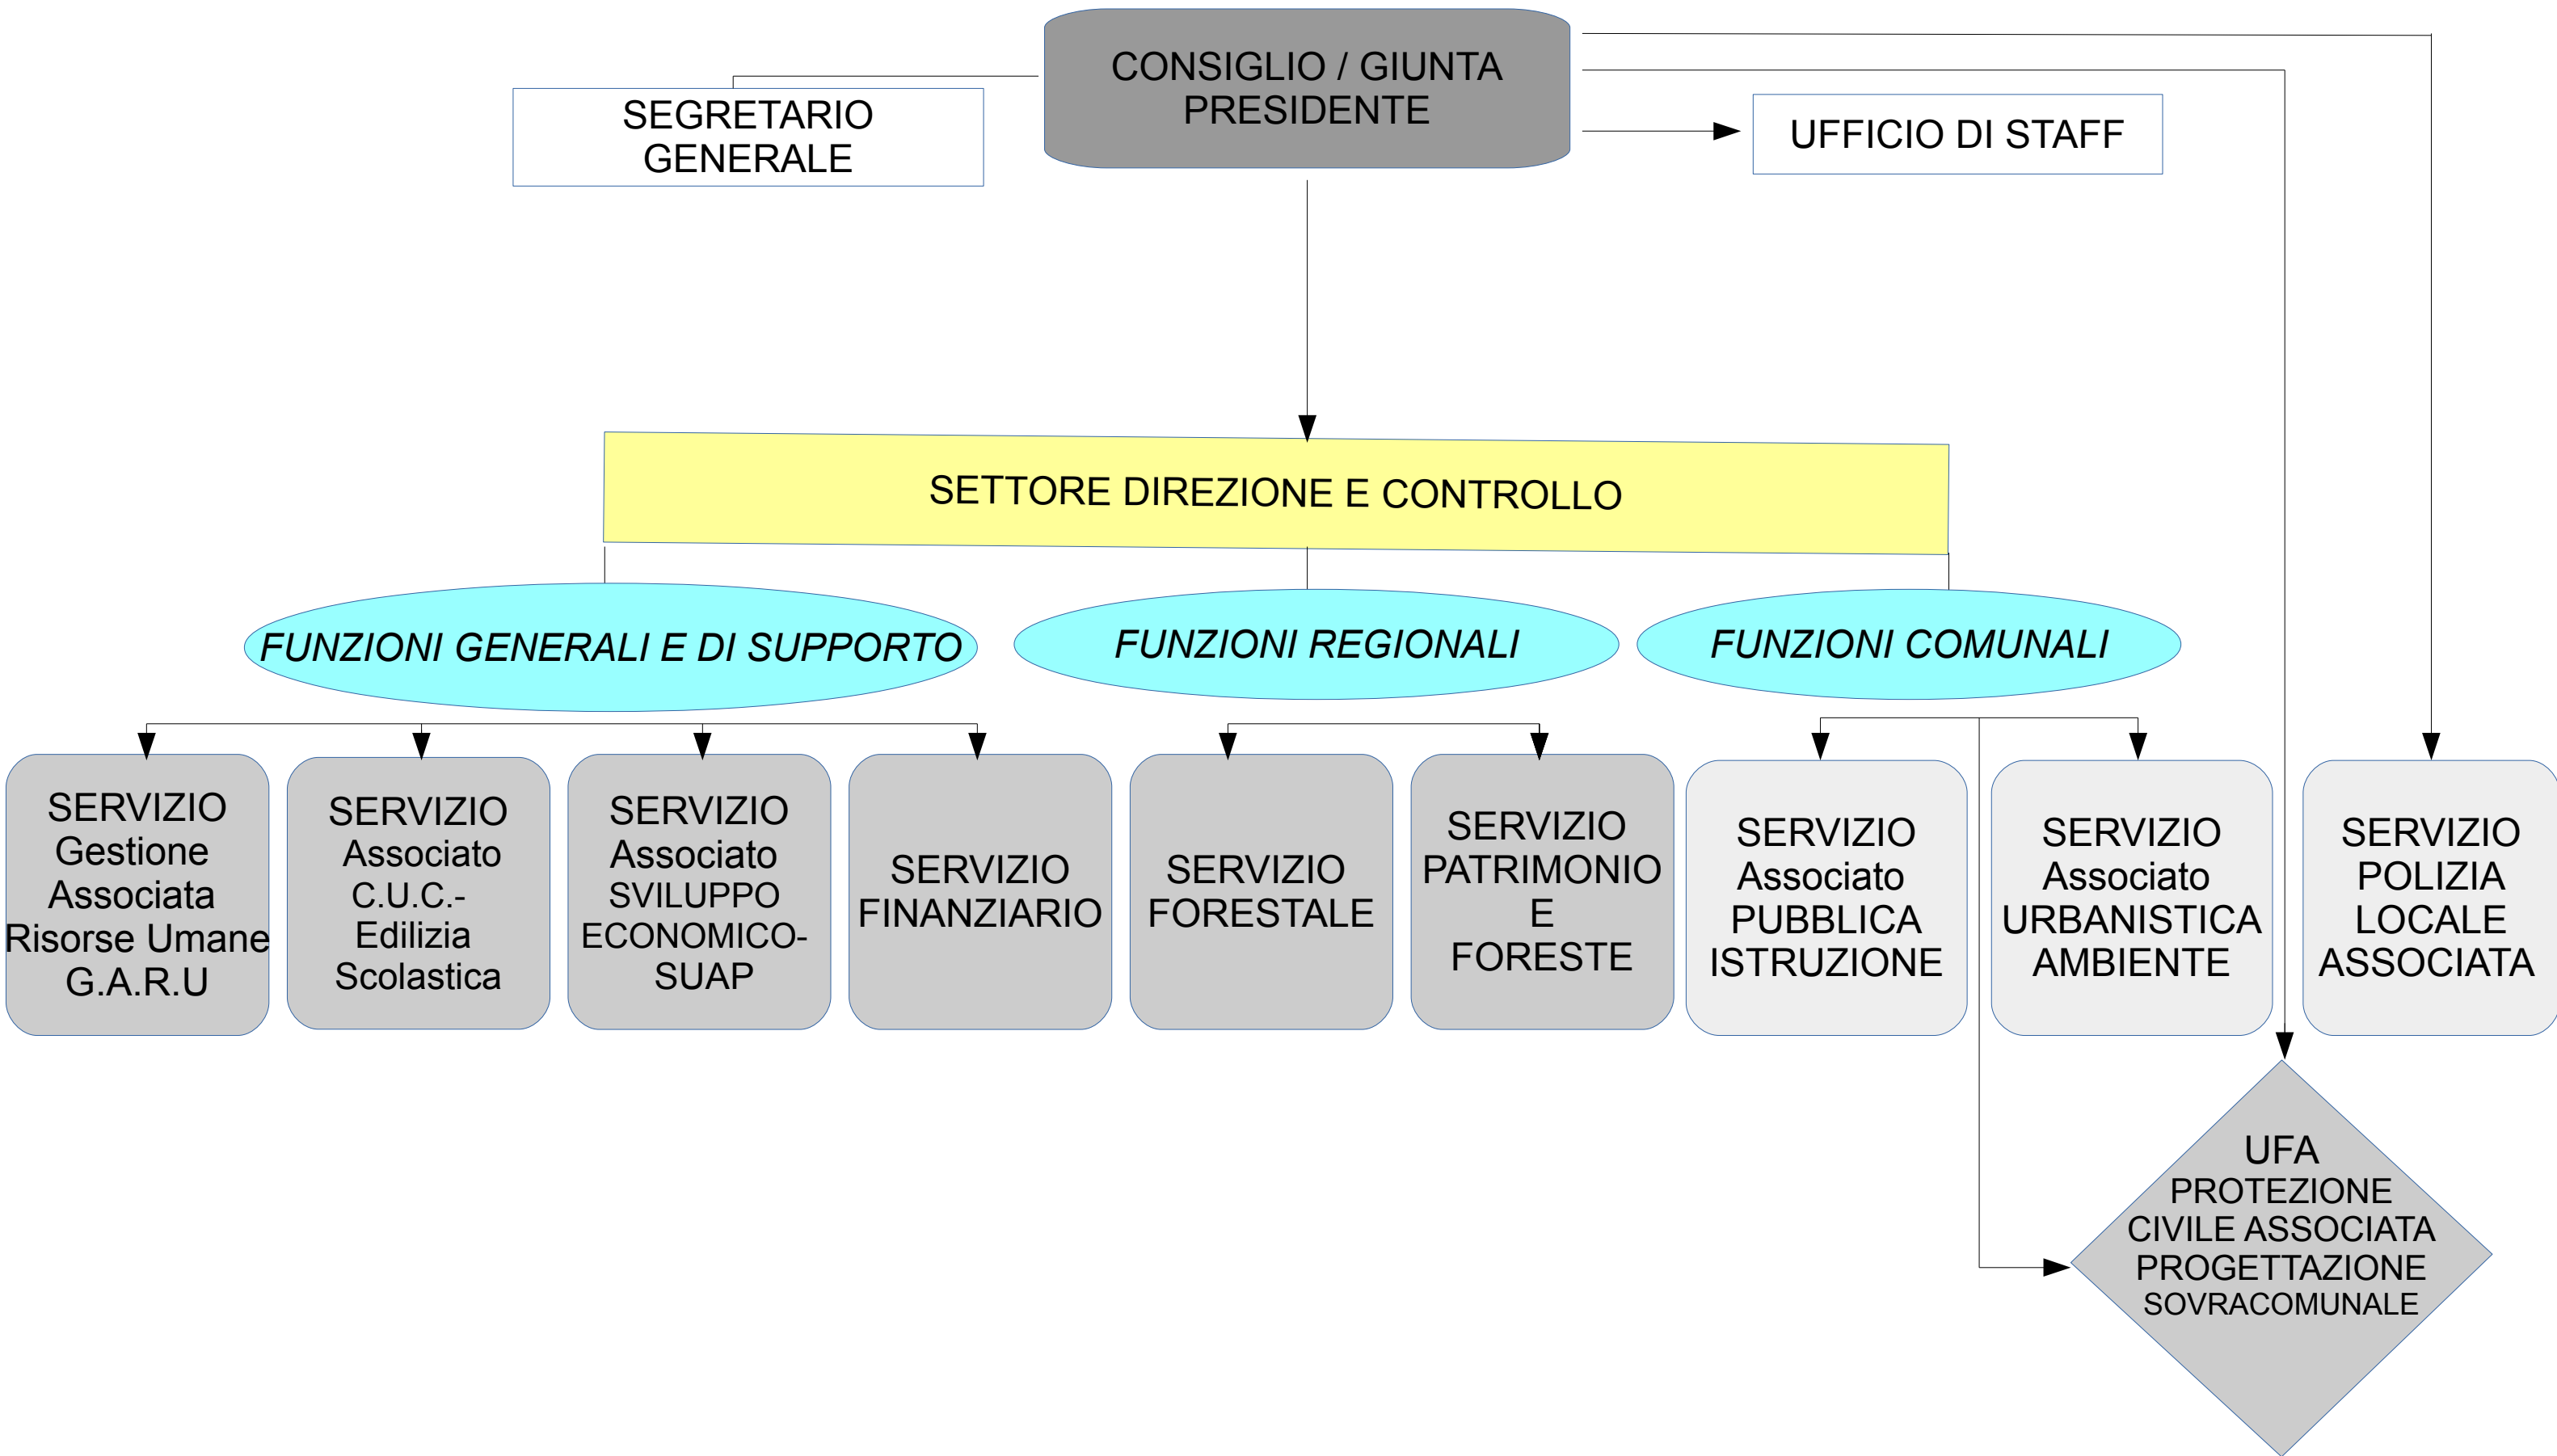 CONSIGLIO / GIUNTA
PRESIDENTE
SEGRETARIO
GENERALE
UFFICIO DI STAFF
SETTORE DIREZIONE E CONTROLLO
FUNZIONI GENERALI E DI SUPPORTO
FUNZIONI REGIONALI
FUNZIONI COMUNALI
SERVIZIO
Gestione
Associata
Risorse Umane
G.A.R.U
SERVIZIO
Associato
C.U.C.-
Edilizia
Scolastica
SERVIZIO
Associato
SVILUPPO
ECONOMICO-
SUAP
SERVIZIO
FINANZIARIO
SERVIZIO
FORESTALE
SERVIZIO
PATRIMONIO
E
FORESTE
SERVIZIO
Associato
PUBBLICA
ISTRUZIONE
SERVIZIO
Associato
URBANISTICA
AMBIENTE
SERVIZIO
POLIZIA
LOCALE
ASSOCIATA
UFA
PROTEZIONE
CIVILE ASSOCIATA
PROGETTAZIONE
SOVRACOMUNALE